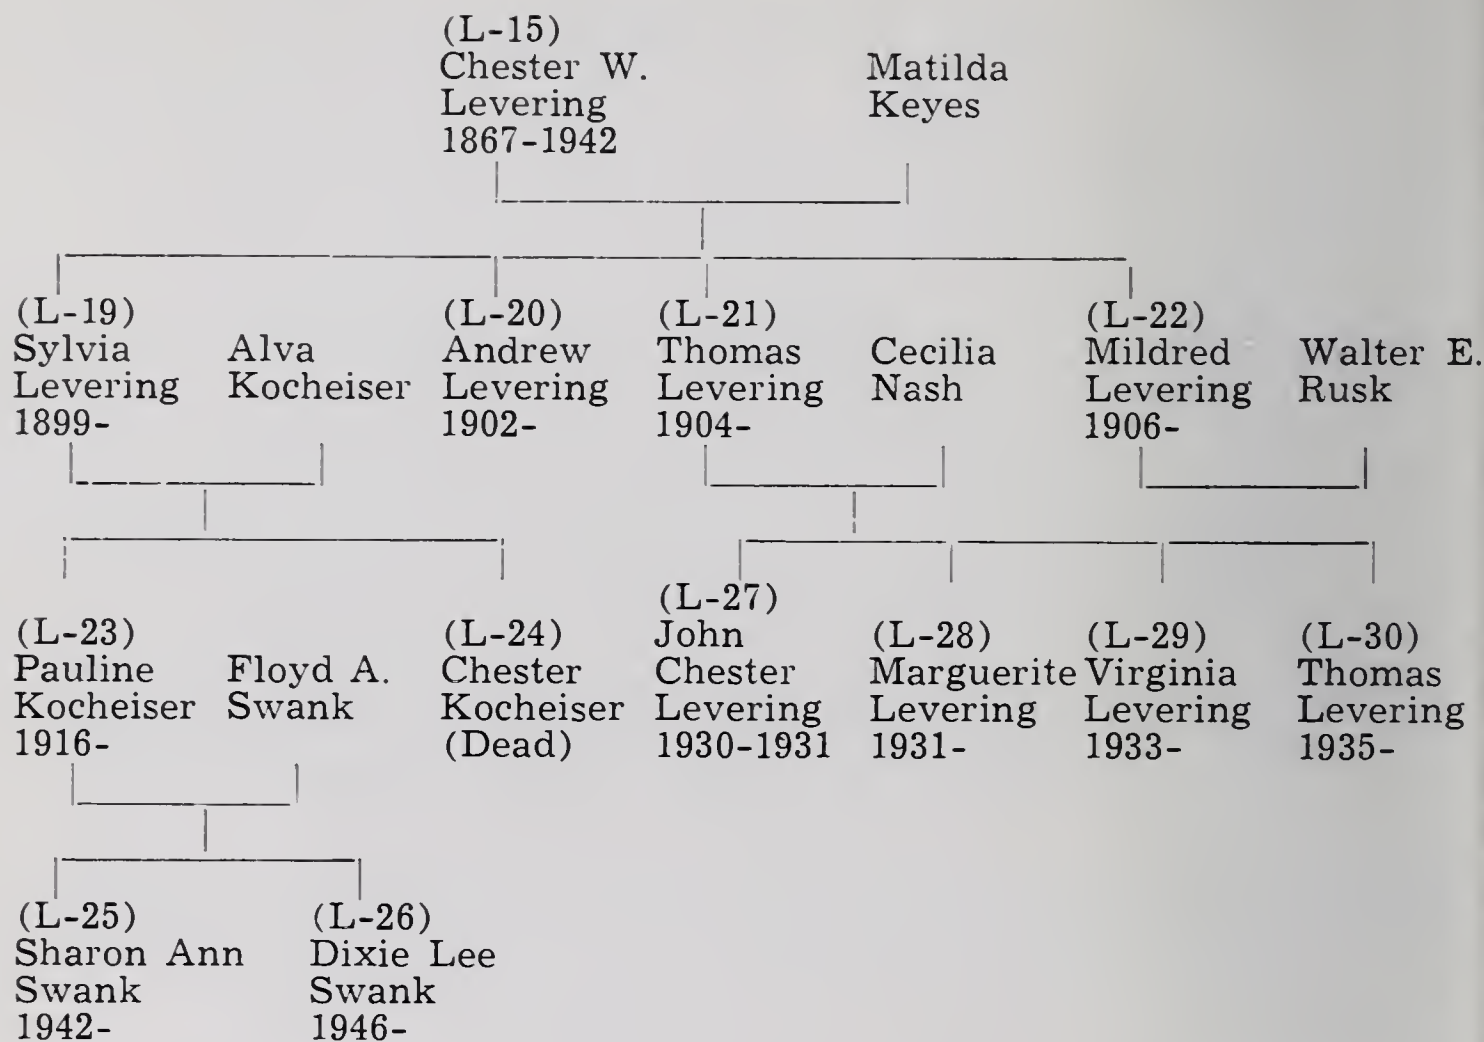 (L-15)
Chester W.
Levering
1867-1942
Matilda
Keyes
(L-19)
Sylvia
Levering
1899-
Alva
Kocheiser
(L-20)
Andrew
Levering
1902-
(L-21)
Thomas
Levering
1904-
Cecilia
Nash
(L-22)
Mildred
Levering
1906-
Walter E.
Rusk
(L-23)
Pauline
Kocheiser
1916-
Floyd A.
Swank
(L-24)
Chester
Kocheiser
(Dead)
(L-27)
John
Chester
Levering
1930-1931
(L-28)
Marguerite
Levering
1931-
(L-29)
Virginia
Levering
1933-
(L-30)
Thomas
Levering
1935-
(L-25)
Sharon Ann
Swank
1942-
(L-26)
Dixie Lee
Swank
1946-